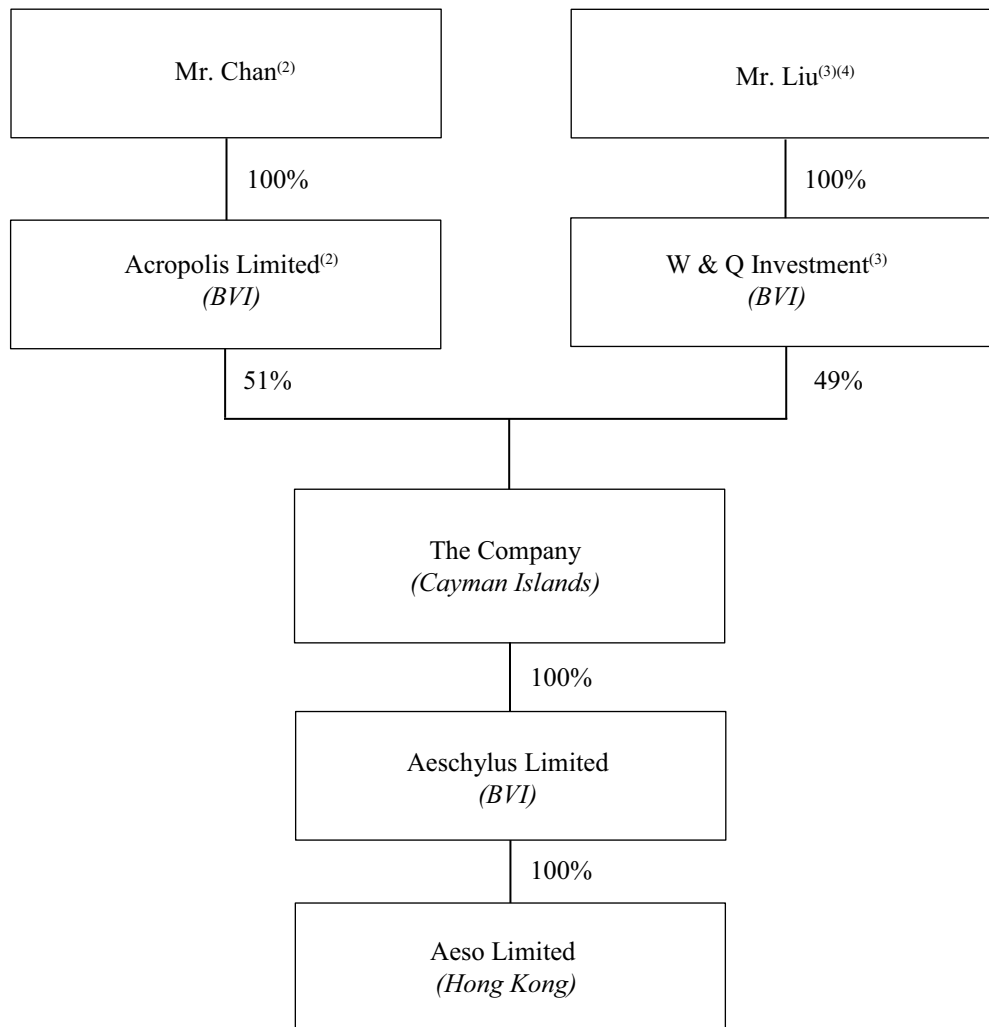 Mr. Chan(2)
Mr. Liu(3)(4)
100%
100%
Acropolis Limited(2)
(BVI)
W & Q Investment(3)
(BVI)
51%
49%
The Company
(Cayman Islands)
100%
Aeschylus Limited
(BVI)
100%
Aeso Limited
(Hong Kong)